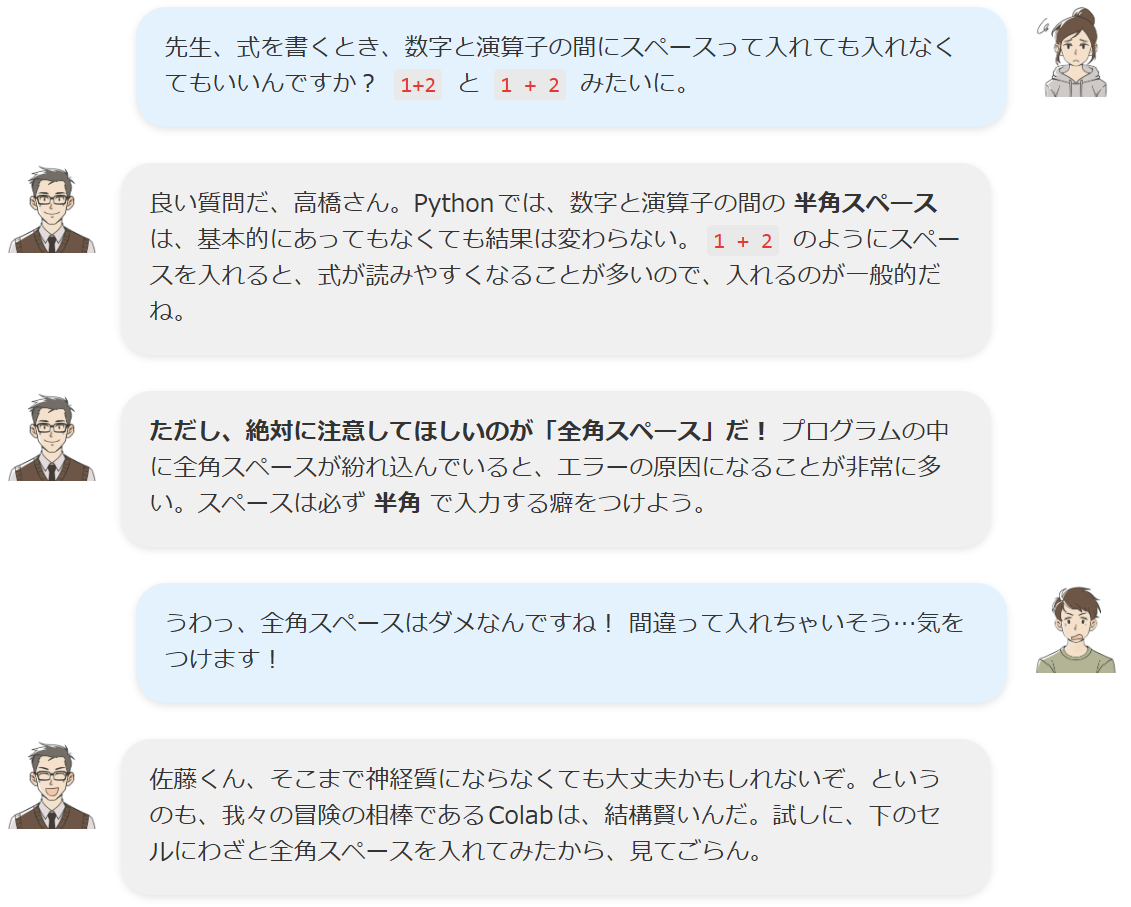 先生、式を書くとき、数字と演算子の間にスペースって入れても入れなく
てもいいんですか？ 1+2 と 1 + 2 みたいに。
良い質問だ、高橋さん。Pythonでは、数字と演算子の間の 半角スペース
は、基本的にあってもなくても結果は変わらない。 1 + 2 のようにスペー
スを入れると、式が読みやすくなることが多いので、入れるのが一般的だ
ね。
ただし、絶対に注意してほしいのが「全角スペース」だ！ プログラムの中
に全角スペースが紛れ込んでいると、エラーの原因になることが非常に多
い。スペースは必ず 半角 で入力する癖をつけよう。
うわっ、全角スペースはダメなんですね！ 間違って入れちゃいそう…気を
つけます！
佐藤くん、そこまで神経質にならなくても大丈夫かもしれないぞ。という
のも、我々の冒険の相棒であるColabは、結構賢いんだ。試しに、下のセ
ルにわざと全角スペースを入れてみたから、見てごらん。